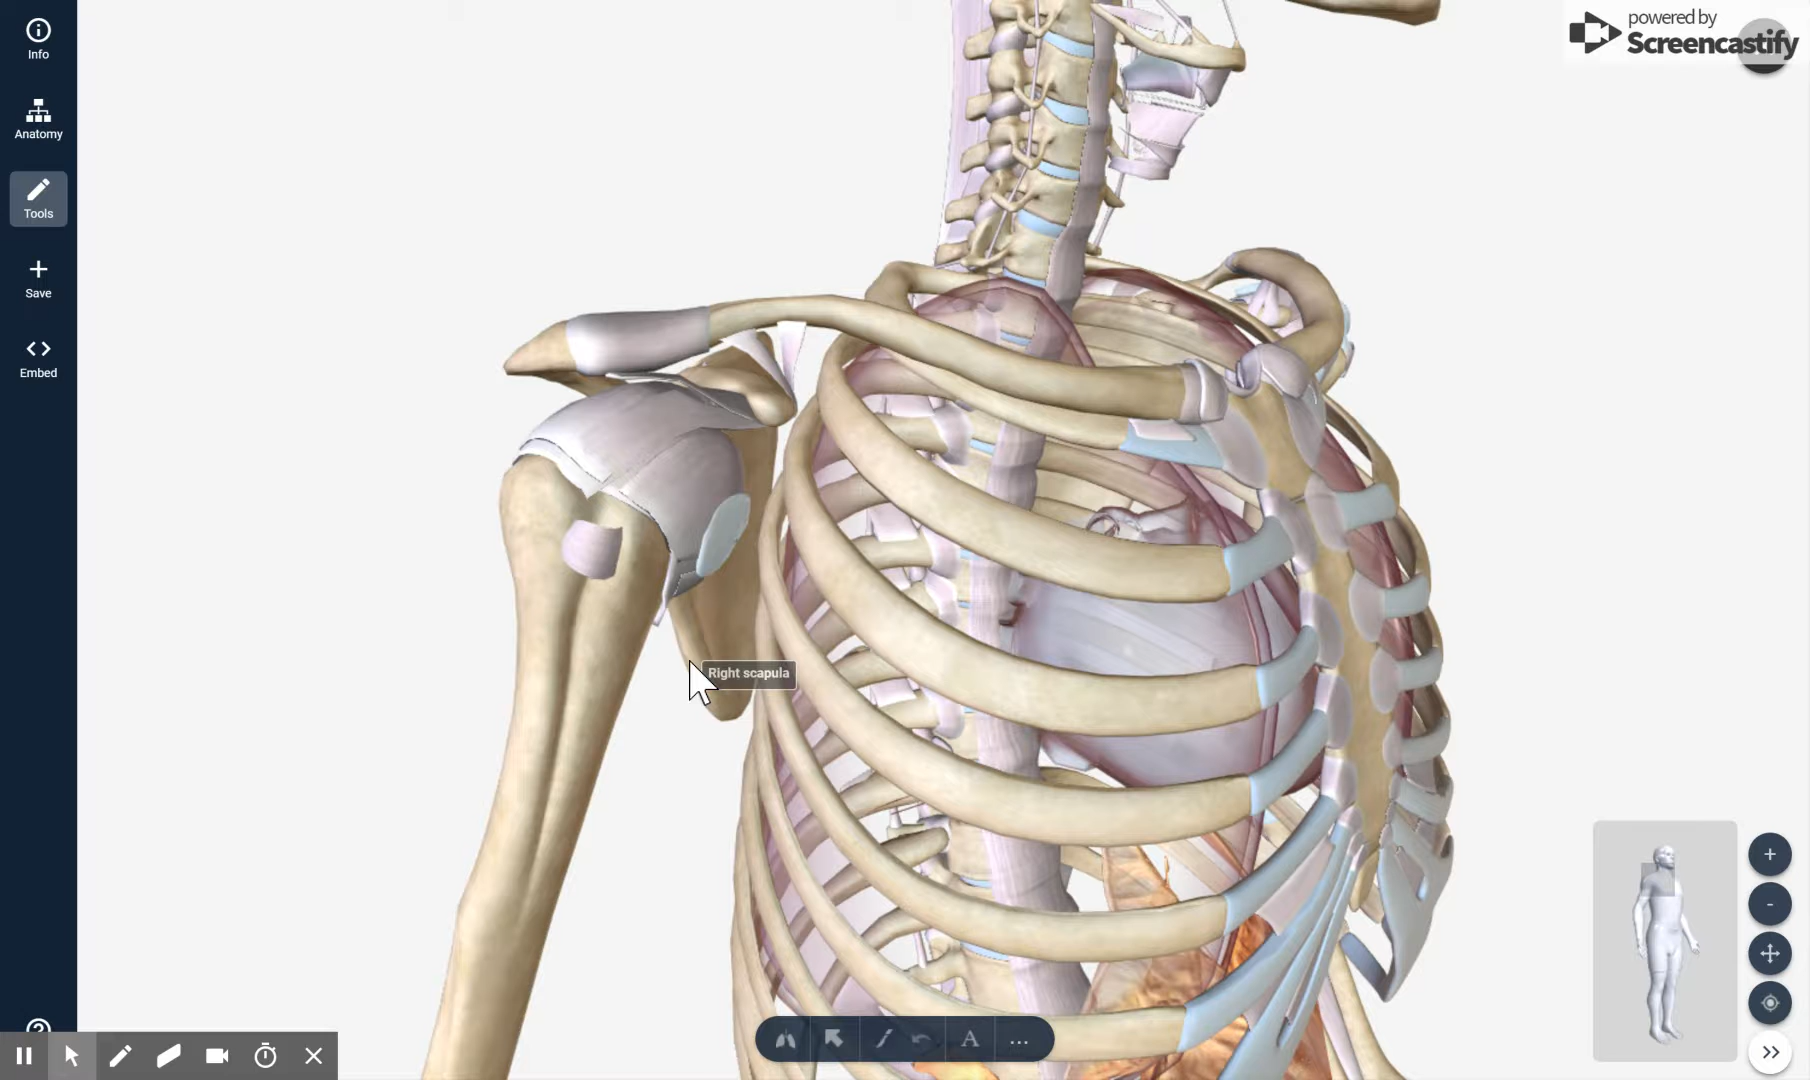 Info
Anatomy
Tools
Save
Embed
powered by
Screencastify
Right scapula
A
...
+
-